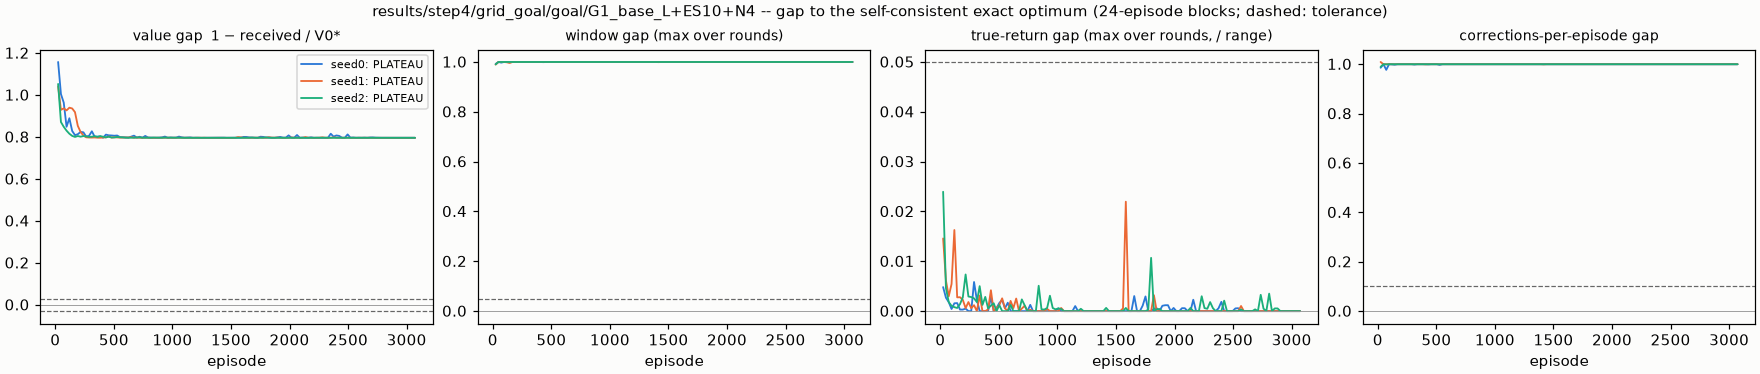 results/step4/grid_goal/goal/G1_base_L+ES10+N4 -- gap to the self-consistent exact optimum (24-episode blocks; dashed: tolerance)
value gap  1 − received / V0*
1.2
1.0
0.8
0.6
0.4
0.2
0.0
seed0: PLATEAU
seed1: PLATEAU
seed2: PLATEAU
0 500 1000 1500 2000 2500 3000
episode
window gap (max over rounds)
1.0
0.8
0.6
0.4
0.2
0.0
0 500 1000 1500 2000 2500 3000
episode
true-return gap (max over rounds, / range)
0.05
0.04
0.03
0.02
0.01
0.00
0 500 1000 1500 2000 2500 3000
episode
corrections-per-episode gap
1.0
0.8
0.6
0.4
0.2
0.0
0 500 1000 1500 2000 2500 3000
episode